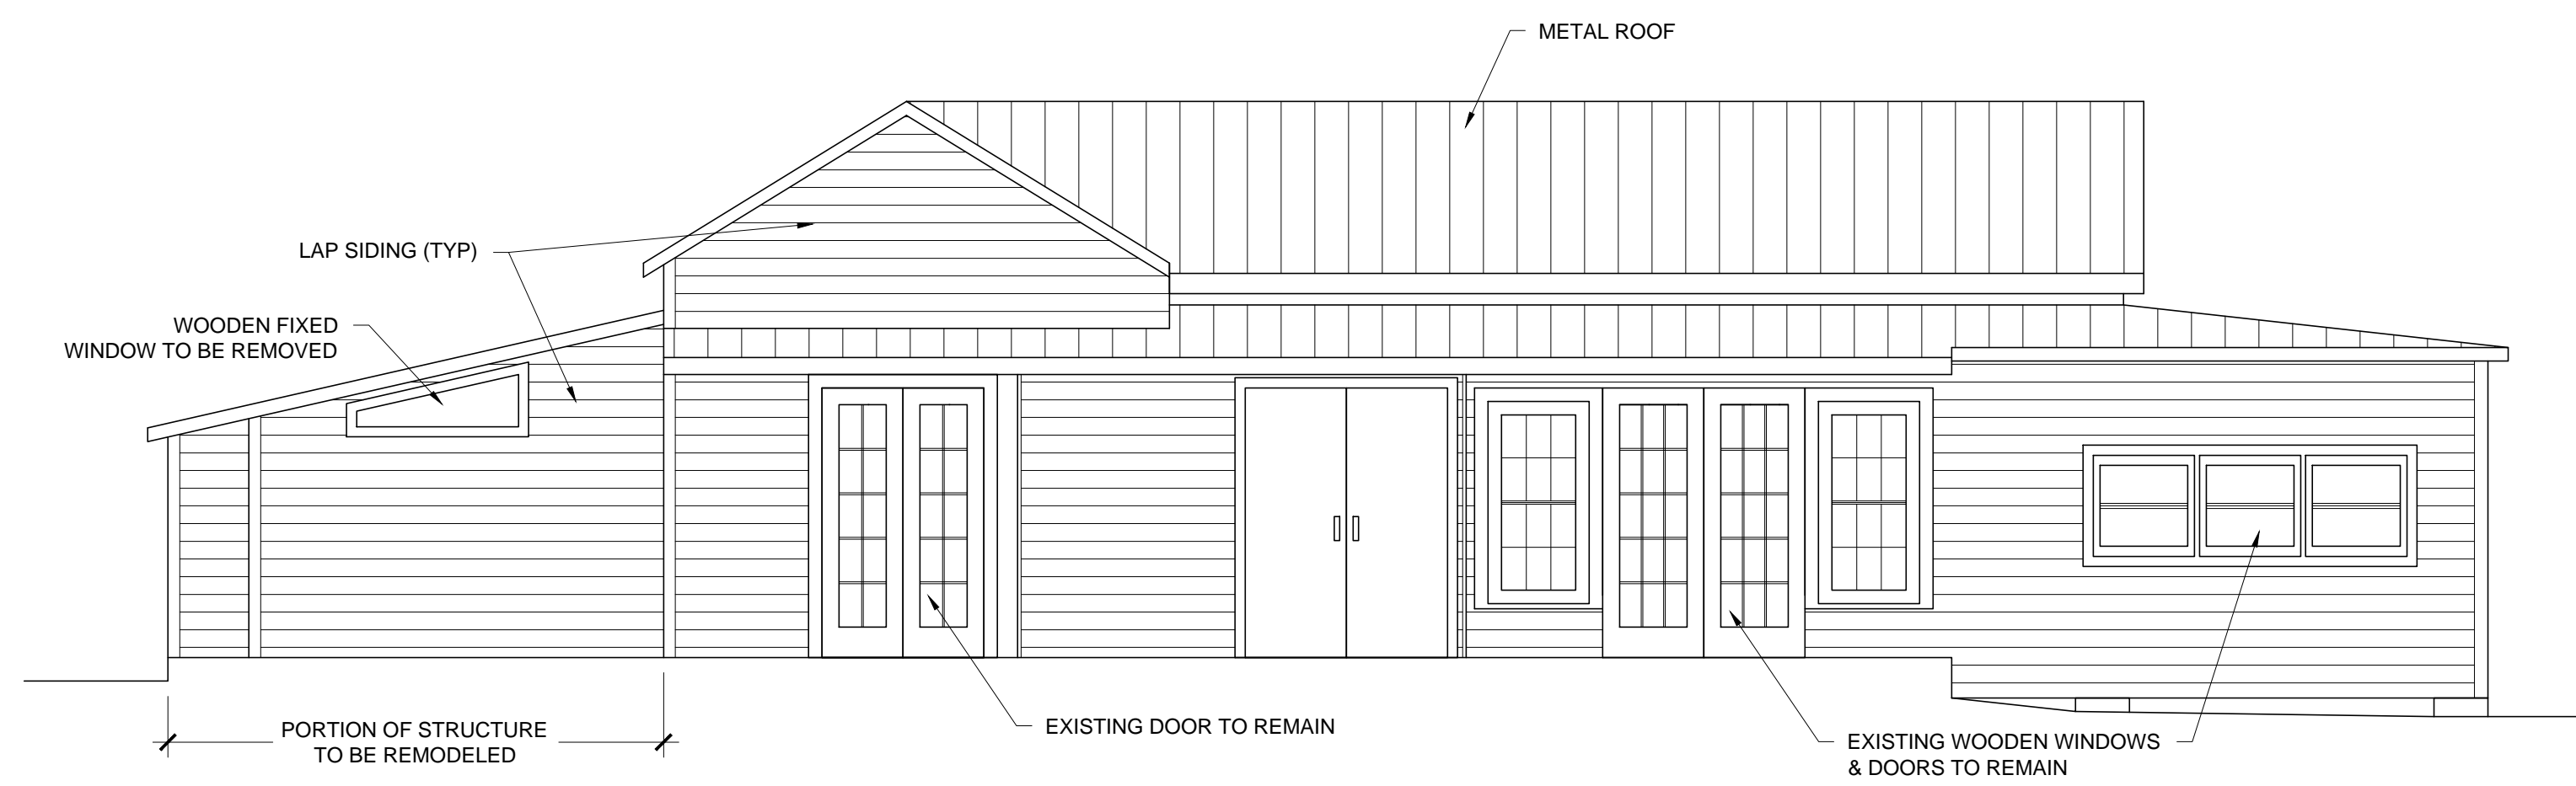 METAL ROOF
LAP SIDING (TYP)
WOODEN FIXED
WINDOW TO BE REMOVED
PORTION OF STRUCTURE
TO BE REMODELED
EXISTING DOOR TO REMAIN
EXISTING WOODEN WINDOWS
& DOORS TO REMAIN